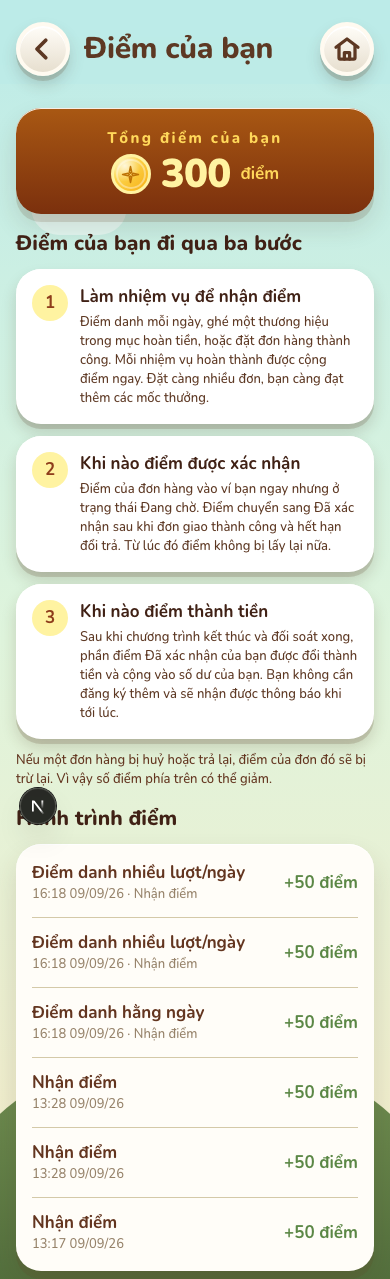 Điểm của bạn
Tổng điểm của bạn
300 điểm
Điểm của bạn đi qua ba bước
1
Làm nhiệm vụ để nhận điểm
Điểm danh mỗi ngày, ghé một thương hiệu
trong mục hoàn tiền, hoặc đặt đơn hàng thành
công. Mỗi nhiệm vụ hoàn thành được cộng
điểm ngay. Đặt càng nhiều đơn, bạn càng đạt
thêm các mốc thưởng.
2
Khi nào điểm được xác nhận
Điểm của đơn hàng vào ví bạn ngay nhưng ở
trạng thái Đang chờ. Điểm chuyển sang Đã xác
nhận sau khi đơn giao thành công và hết hạn
đổi trả. Từ lúc đó điểm không bị lấy lại nữa.
3
Khi nào điểm thành tiền
Sau khi chương trình kết thúc và đối soát xong,
phần điểm Đã xác nhận của bạn được đổi thành
tiền và cộng vào số dư của bạn. Bạn không cần
đăng ký thêm và sẽ nhận được thông báo khi
tới lúc.
Nếu một đơn hàng bị huỷ hoặc trả lại, điểm của đơn đó sẽ bị
trừ lại. Vì vậy số điểm phía trên có thể giảm.
N
Hành trình điểm
Điểm danh nhiều lượt/ngày
16:18 09/09/26 · Nhận điểm
+50 điểm
Điểm danh nhiều lượt/ngày
16:18 09/09/26 · Nhận điểm
+50 điểm
Điểm danh hằng ngày
16:18 09/09/26 · Nhận điểm
+50 điểm
Nhận điểm
13:28 09/09/26
+50 điểm
Nhận điểm
13:28 09/09/26
+50 điểm
Nhận điểm
13:17 09/09/26
+50 điểm